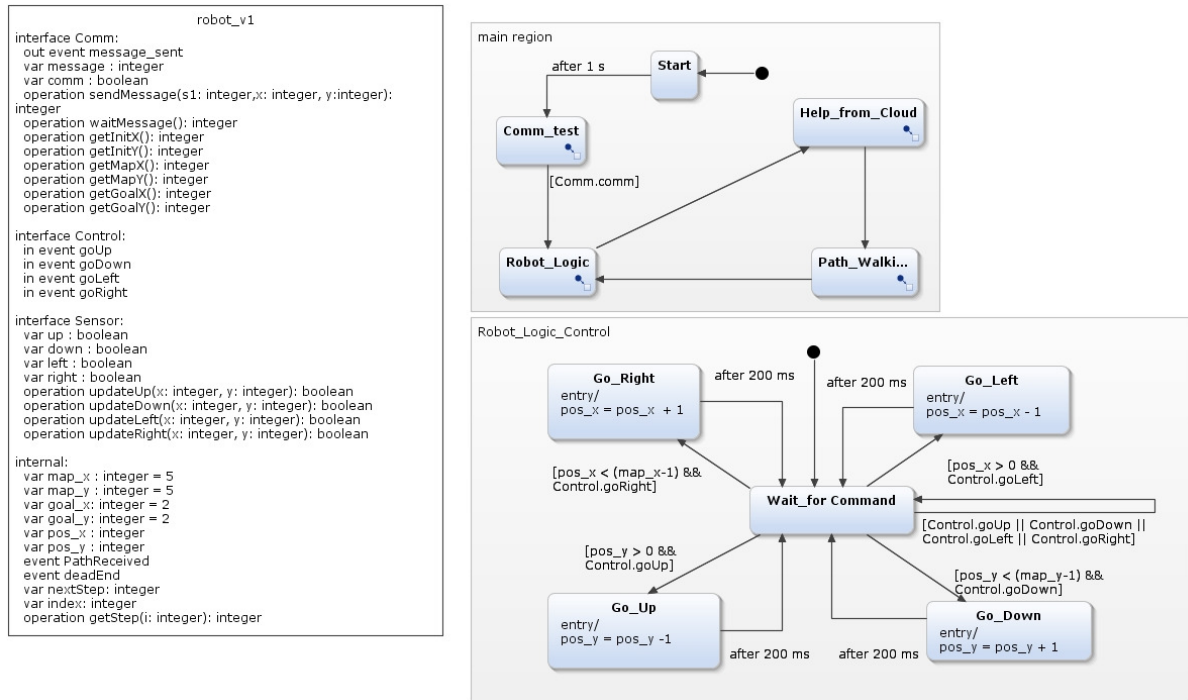 robot_v1
interface Comm:
out event message_sent
var message : integer
var comm : boolean
operation sendMessage(s1: integer,x: integer, y:integer):
integer
operation waitMessage(): integer
operation getInitX(): integer
operation getInitY(): integer
operation getMapX(): integer
operation getMapY(): integer
operation getGoalX(): integer
operation getGoalY(): integer
interface Control:
in event goUp
in event goDown
in event goLeft
in event goRight
interface Sensor:
var up : boolean
var down : boolean
var left : boolean
var right : boolean
operation updateUp(x: integer, y: integer): boolean
operation updateDown(x: integer, y: integer): boolean
operation updateLeft(x: integer, y: integer): boolean
operation updateRight(x: integer, y: integer): boolean
internal:
var map_x : integer = 5
var map_y : integer = 5
var goal_x: integer = 2
var goal_y: integer = 2
var pos_x : integer
var pos_y : integer
event PathReceived
event deadEnd
var nextStep: integer
var index: integer
operation getStep(i: integer): integer
main region
after 1 s
Start
Comm_test
Help_from_Cloud
[Comm.comm]
Robot_Logic
Path_Walki...
Robot_Logic_Control
Go_Right
entry/
pos_x = pos_x + 1
after 200 ms
after 200 ms
Go_Left
entry/
pos_x = pos_x - 1
[pos_x < (map_x-1) &&
Control.goRight]
[pos_x > 0 &&
Control.goLeft]
Wait_for Command
[Control.goUp || Control.goDown ||
Control.goLeft || Control.goRight]
[pos_y > 0 &&
Control.goUp]
[pos_y < (map_y-1) &&
Control.goDown]
Go_Up
entry/
pos_y = pos_y -1
after 200 ms
after 200 ms
Go_Down
entry/
pos_y = pos_y + 1